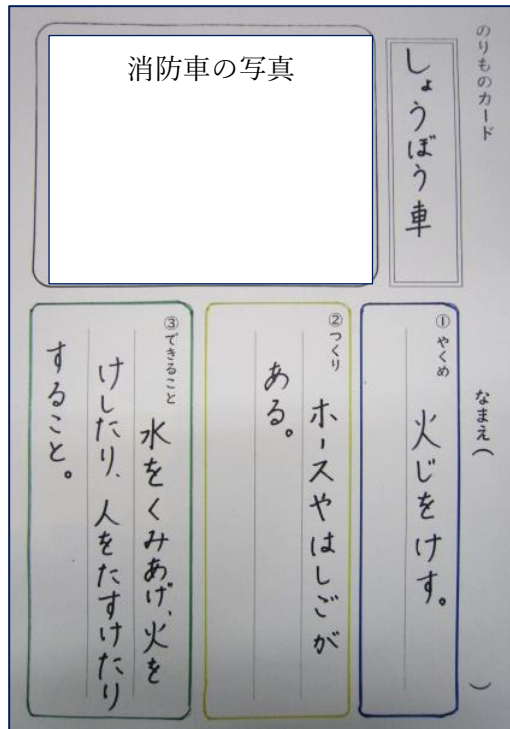 のりものカード
なまえ(　　　)
しょうぼう車
消防車の写真
① やくめ
火じをけす。
② つくり
ホースやはしごが
ある。
③ できること
水をくみあげ、火を
けしたり、人をたすけたり
すること。